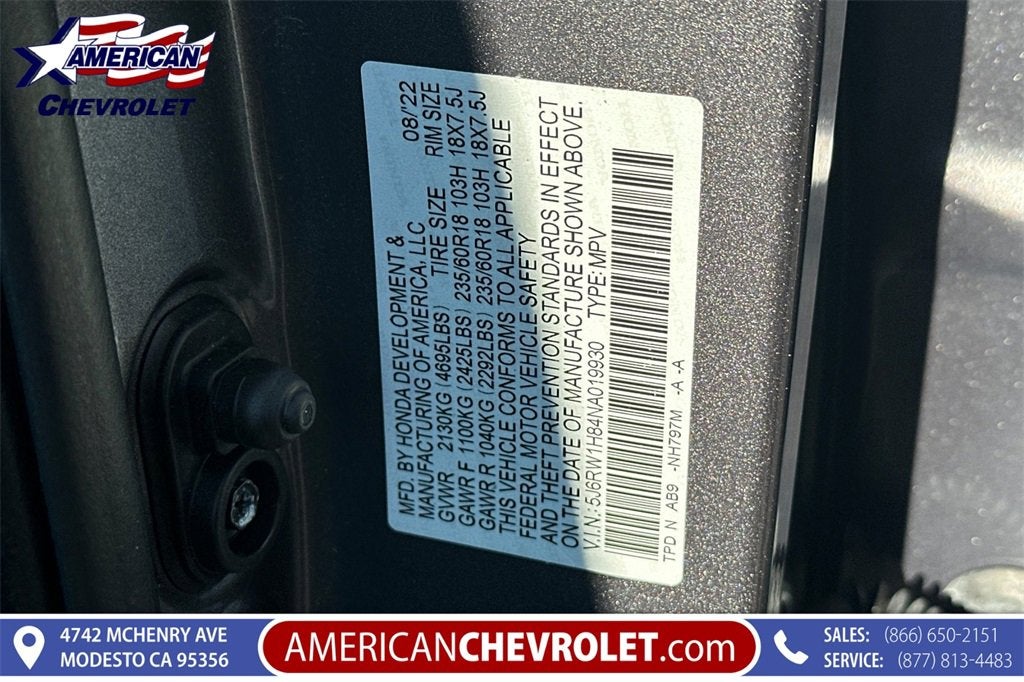 AMERICAN
CHEVROLET
MFD. BY HONDA DEVELOPMENT & 08/'22
MANUFACTURING OF AMERICA, LLC
GVWR 2130KG (4695LBS) TIRE SIZE RIM SIZE
GAWR F 1100KG (2425LBS) 235/60R18 103H 18X7.5J
GAWR R 1040KG (2292LBS) 235/60R18 103H 18X7.5J
THIS VEHICLE CONFORMS TO ALL APPLICABLE
FEDERAL MOTOR VEHICLE SAFETY
AND THEFT PREVENTION STANDARDS IN EFFECT
ON THE DATE OF MANUFACTURE SHOWN ABOVE.
V.I.N.: 5J6RW1H84NA019930 TYPE: MPV
TPD N AB9 -NH797M -A -A
4742 MCHENRY AVE
MODESTO CA 95356
AMERICANCHEVROLET.com
SALES: (866) 650-2151
SERVICE: (877) 813-4483